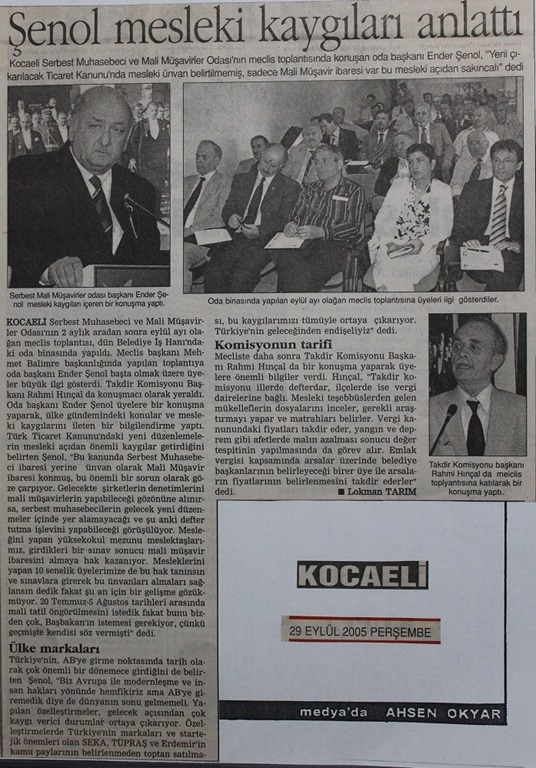 Şenol mesleki kaygıları anlattı
Kocaeli Serbest Muhasebeci ve Mali Müşavirler Odası'nın meclis toplantısında konuşan oda başkanı Ender Şenol, "Yeni çı-
karılacak Ticaret Kanunu'nda mesleki ünvan belirtilmemiş, sadece Mali Müşavir ibaresi var bu mesleki açıdan sakıncalı" dedi
Serbest Mali Müşavirler odası başkanı Ender Şe-
nol mesleki kaygıları içeren bir konuşma yaptı.
Oda binasında yapılan eylül ayı olağan meclis toplantısına üyeleri ilgi gösterdiler.
KOCAELİ Serbest Muhasebeci ve Mali Müşavir-
ler Odası'nın 2 aylık aradan sonra eylül ayı ola-
ğan meclis toplantısı, dün Belediye İş Hanı'nda-
ki oda binasında yapıldı. Meclis başkanı Meh-
met Balimre başkanlığında yapılan toplantıya
oda başkanı Ender Şenol başta olmak üzere üye-
ler büyük ilgi gösterdi. Takdir Komisyonu Baş-
kanı Rahmi Hınçal da konuşmacı olarak yeraldı.
Oda başkanı Ender Şenol üyelere bir konuşma
yaparak, ülke gündemindeki konular ve mesle-
ki kaygılarını ileten bir bilgilendirme yaptı.
Türk Ticaret Kanunu'ndaki yeni düzenlemele-
rin mesleki açıdan önemli kaygılar getirdiğini
belirten Şenol, "Bu kanunda Serbest Muhasebe-
ci ibaresi yerine ünvan olarak Mali Müşavir
ibaresi konmuş, bu önemli bir sorun olarak gö-
ze çarpıyor. Gelecekte şirketlerin denetimlerini
mali müşavirlerin yapabileceği gözönüne alınır-
sa, serbest muhasebecilerin gelecek yeni düzen-
meler içinde yer alamayacağı ve şu anki defter
tutma işlevini yapabileceği görüşülüyor. Mesle-
ğini yapan yüksekokul mezunu meslektaşları-
mız, girdikleri bir sınav sonucu mali müşavir
ibaresini almaya hak kazanıyor. Mesleklerini
yapan 10 senelik üyelerimize de bu hak tanınsın
ve sınavlara girerek bu ünvanları almaları sağ-
lansın dedik fakat şu an için bir gelişme gözük-
müyor. 20 Temmuz-5 Ağustos tarihleri arasında
mali tatil öngörülmesini istedik fakat bunu biz-
den çok, Başbakan'ın istemesi gerekiyor, çünkü
geçmişte kendisi söz vermişti" dedi.
Ülke markaları
Türkiye'nin, AB'ye girme noktasında tarih ola-
rak çok önemli bir dönemece girdiğini de belir-
ten Şenol, "Biz Avrupa ile modernleşme ve in-
san hakları yönünde hemfikiriz ama AB'ye gi-
remedik diye de dünyanın sonu gelmemeli. Ya-
pılan özelleştirmeler, gelecek açısından çok
kaygı verici durumlar ortaya çıkarıyor. Özel-
leştirmelerde Türkiye'nin markaları ve starte-
jik önemleri olan SEKA, TÜPRAŞ ve Erdemir'in
kamu paylarının belirlenmeden toptan satılma-
sı, bu kaygılarımızı tümüyle ortaya çıkarıyor.
Türkiye'nin geleceğinden endişeliyiz" dedi.
Komisyonun tarifi
Mecliste daha sonra Takdir Komisyonu Başka-
nı Rahmi Hınçal da bir konuşma yaparak üye-
lere önemli bilgiler verdi. Hınçal, "Takdir ko-
misyonu illerde defterdar, ilçelerde ise vergi
dairelerine bağlı. Mesleki teşebbüslerden gelen
mükelleflerin dosyalarını inceler, gerekli araş-
tırmayı yapar ve matrahları belirler. Vergi ka-
nunundaki fiyatları takdir eder, yangın ve dep-
rem gibi afetlerde malın azalması sonucu değer
tespitinin yapılmasında da görev alır. Emlak
vergisi kapsamında arsalar üzerinde belediye
başkanlarının belirleyeceği birer üye ile arsala-
rın fiyatlarının belirlenmesini takdir ederler"
dedi.
■ Lokman TARIM
Takdir Komisyonu başkanı
Rahmi Hınçal da meclis
toplyantısına katılarak bir
konuşma yaptı.
KOCAELİ
29 EYLÜL 2005 PERŞEMBE
medya'da AHSEN OKYAR